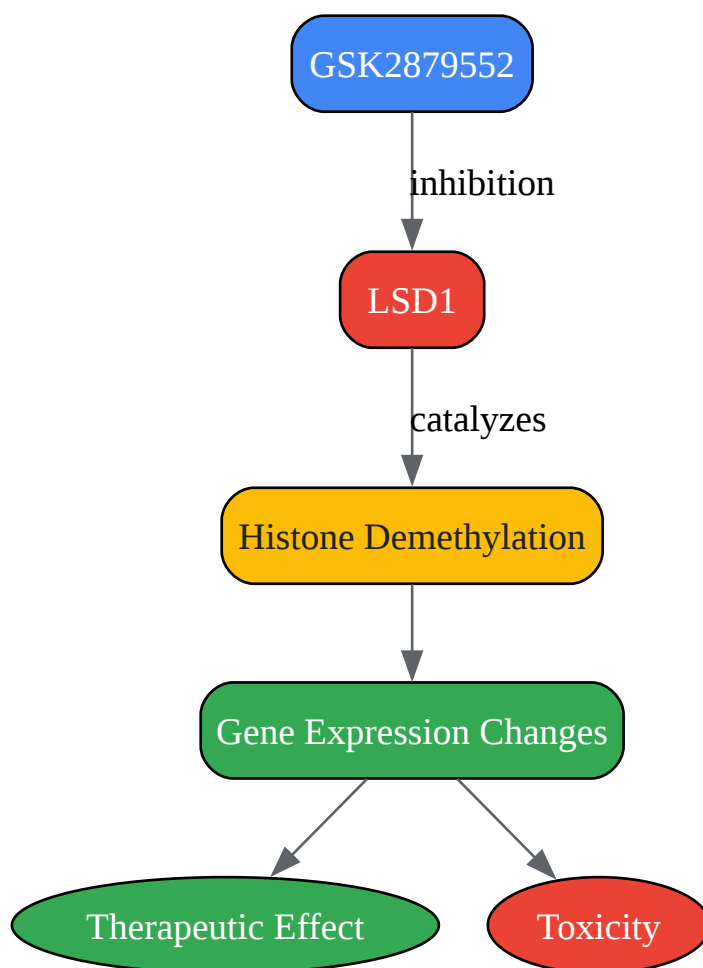 GSK2879552
inhibition
LSD1
catalyzes
Histone Demethylation
Gene Expression Changes
Therapeutic Effect
Toxicity